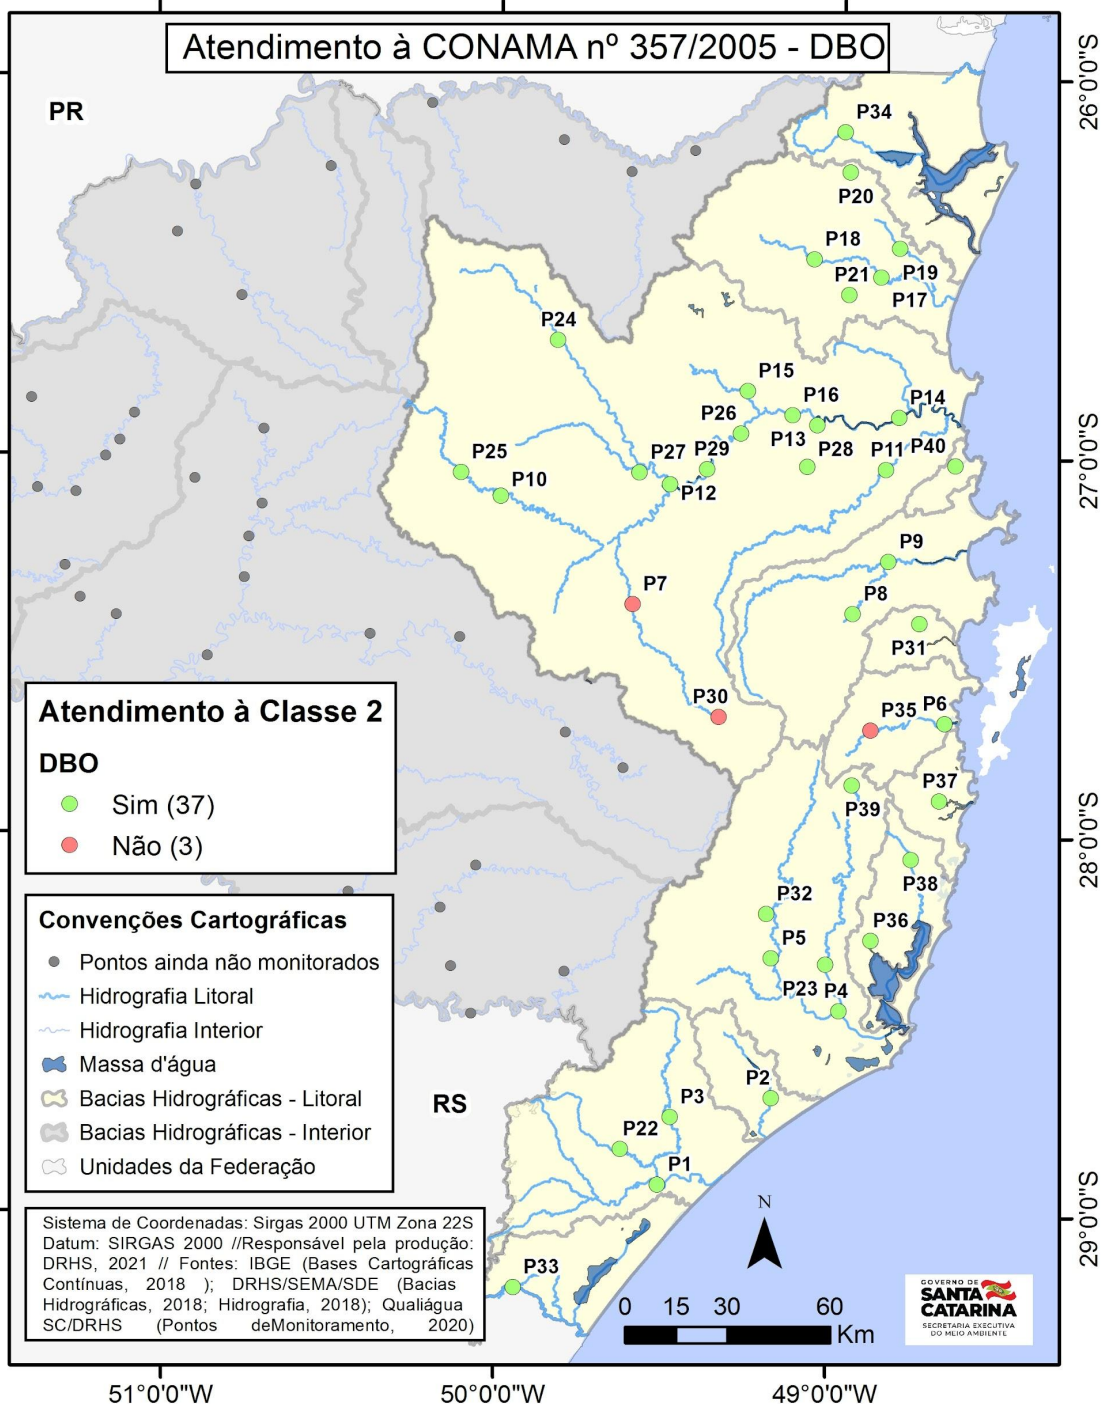 Atendimento à CONAMA nº 357/2005 - DBO
PR
26°0'0"S
P34
P20
P18
P19
P21
P17
P24
P15
P16
P14
P26
P13
P28
P11
P40
27°0'0"S
P25
P10
P27
P29
P12
P9
P7
P8
P31
P30
P35
P6
P37
P39
28°0'0"S
P38
P32
P36
P5
P23
P4
P2
P3
P22
P1
P33
RS
29°0'0"S
Atendimento à Classe 2
DBO
Sim (37)
Não (3)
Convenções Cartográficas
Pontos ainda não monitorados
Hidrografia Litoral
Hidrografia Interior
Massa d'água
Bacias Hidrográficas - Litoral
Bacias Hidrográficas - Interior
Unidades da Federação
Sistema de Coordenadas: Sirgas 2000 UTM Zona 22S
Datum: SIRGAS 2000 //Responsável pela produção:
DRHS, 2021 // Fontes: IBGE (Bases Cartográficas
Contínuas, 2018 ); DRHS/SEMA/SDE (Bacias
Hidrográficas, 2018; Hidrografia, 2018); Qualiágua
SC/DRHS (Pontos deMonitoramento, 2020)
N
0 15 30 60
Km
GOVERNO DE
SANTA
CATARINA
SECRETARIA EXECUTIVA
DO MEIO AMBIENTE
51°0'0"W
50°0'0"W
49°0'0"W